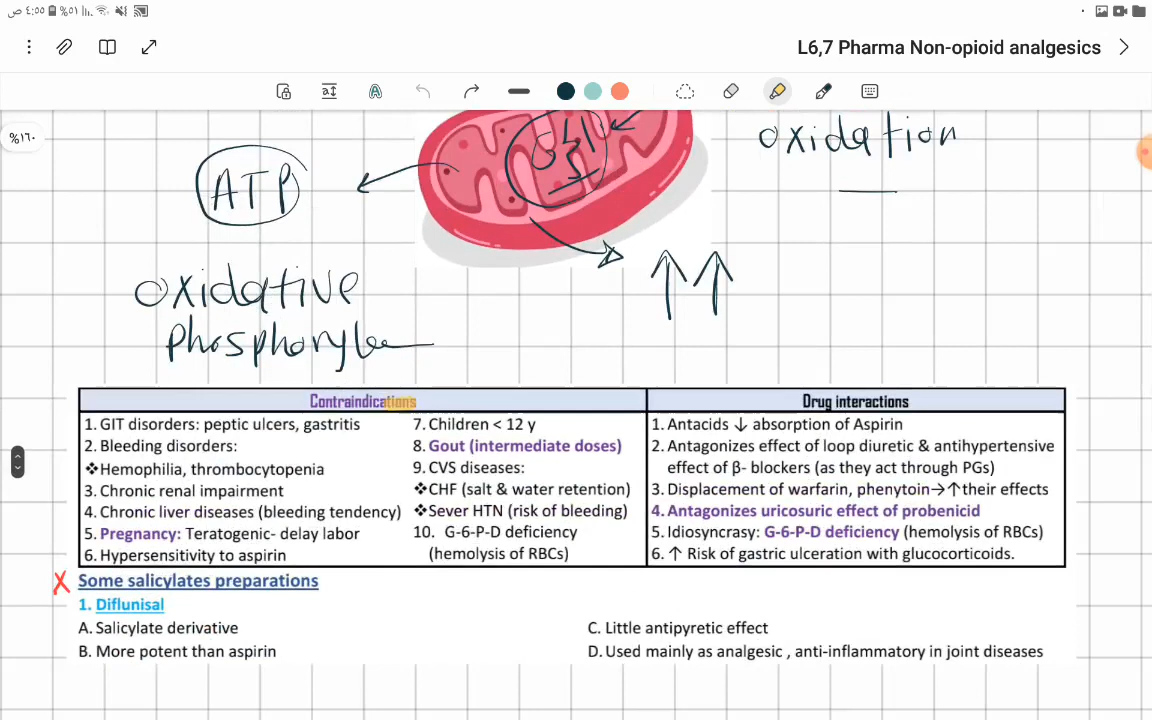 ص ٤:٥٥ %٥١
L6,7 Pharma Non-opioid analgesics
%١٦٠
oxidation
ATP
oxidative
Contraindications
1. GIT disorders: peptic ulcers, gastritis
2. Bleeding disorders:
❖Hemophilia, thrombocytopenia
3. Chronic renal impairment
4. Chronic liver diseases (bleeding tendency)
5. Pregnancy: Teratogenic- delay labor
6. Hypersensitivity to aspirin
7. Children < 12 y
8. Gout (intermediate doses)
9. CVS diseases:
❖CHF (salt & water retention)
❖Sever HTN (risk of bleeding)
10. G-6-P-D deficiency
(hemolysis of RBCs)
Drug interactions
1. Antacids ↓ absorption of Aspirin
2. Antagonizes effect of loop diuretic & antihypertensive
effect of β- blockers (as they act through PGs)
3. Displacement of warfarin, phenytoin→↑their effects
4. Antagonizes uricosuric effect of probenicid
5. Idiosyncrasy: G-6-P-D deficiency (hemolysis of RBCs)
6. ↑ Risk of gastric ulceration with glucocorticoids.
Some salicylates preparations
1. Diflunisal
A. Salicylate derivative
B. More potent than aspirin
C. Little antipyretic effect
D. Used mainly as analgesic , anti-inflammatory in joint diseases